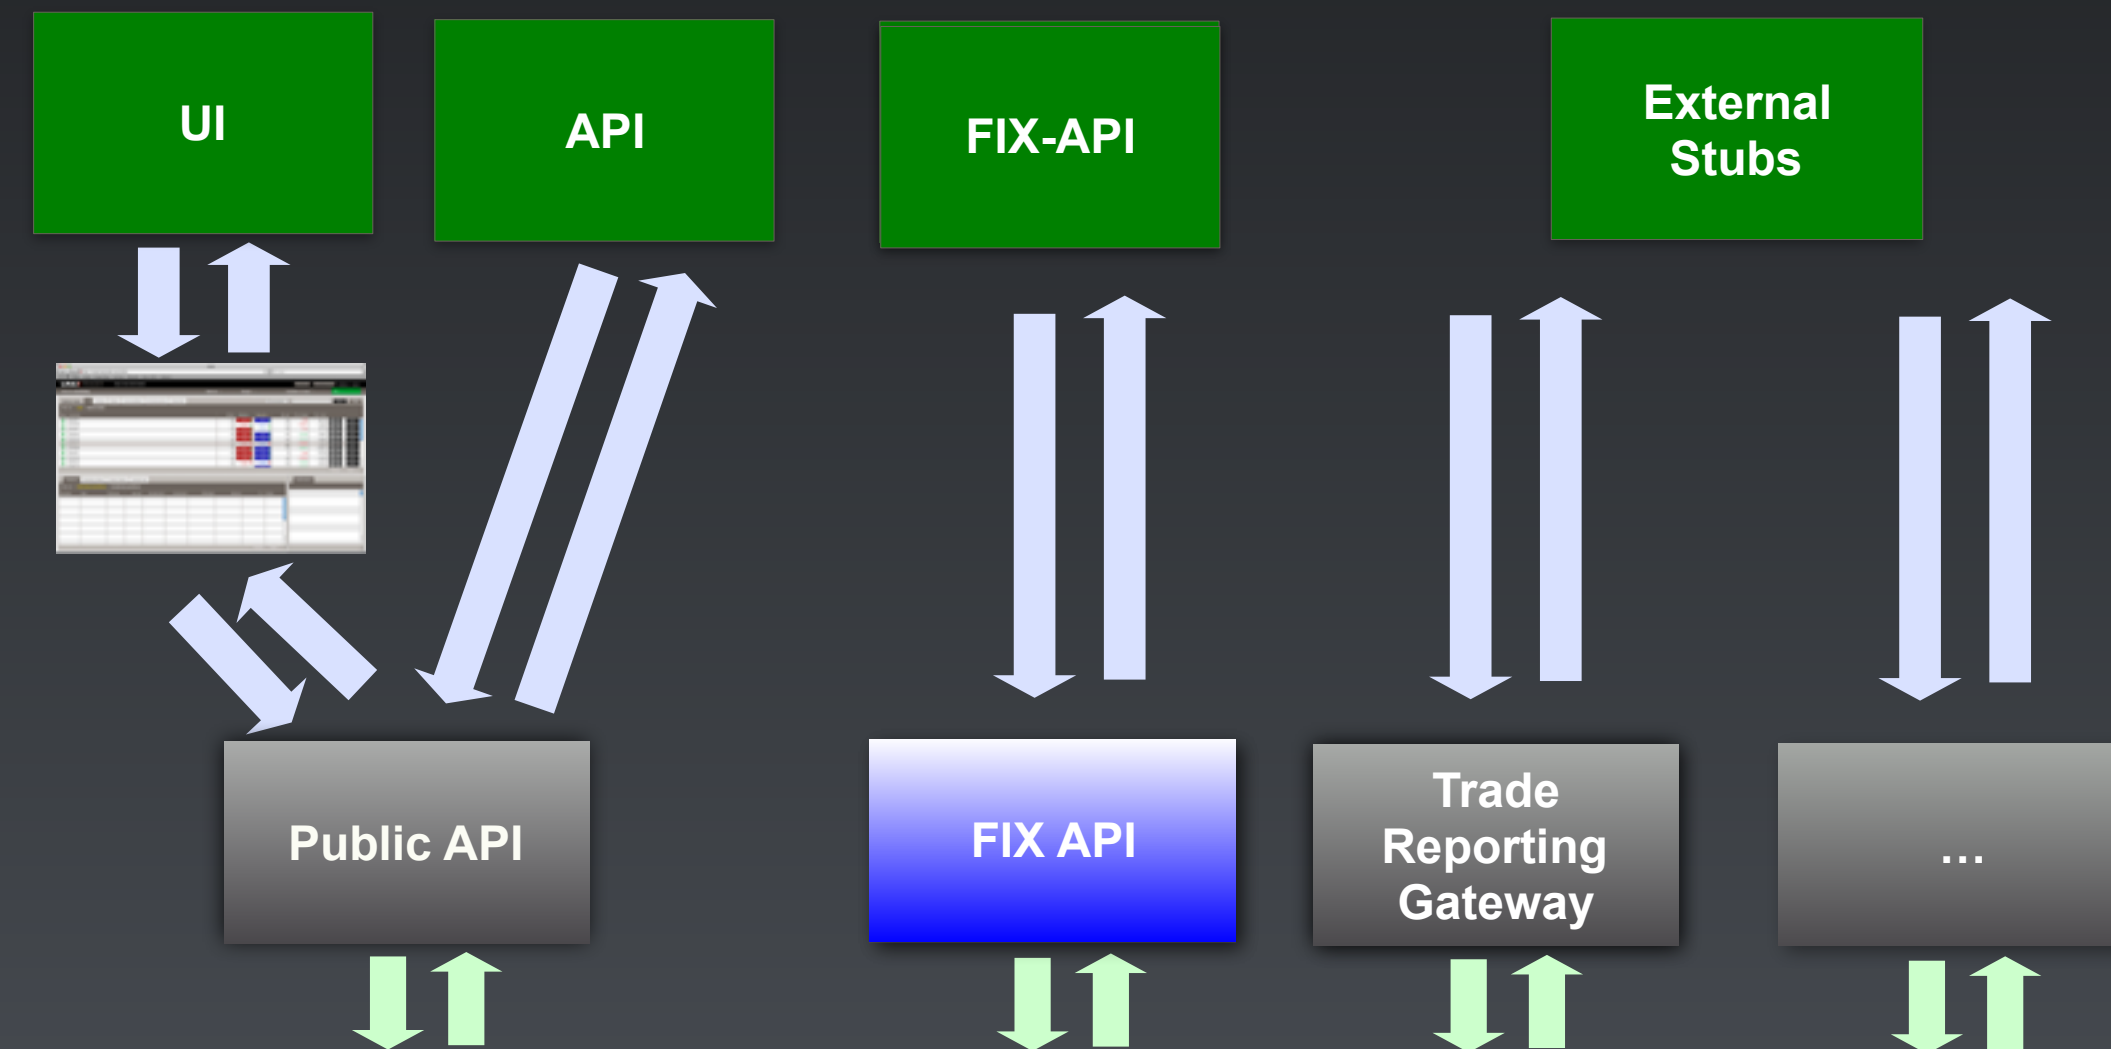 UI
API
FIX-API
External
Stubs
Public API
FIX API
Trade
Reporting
Gateway
...